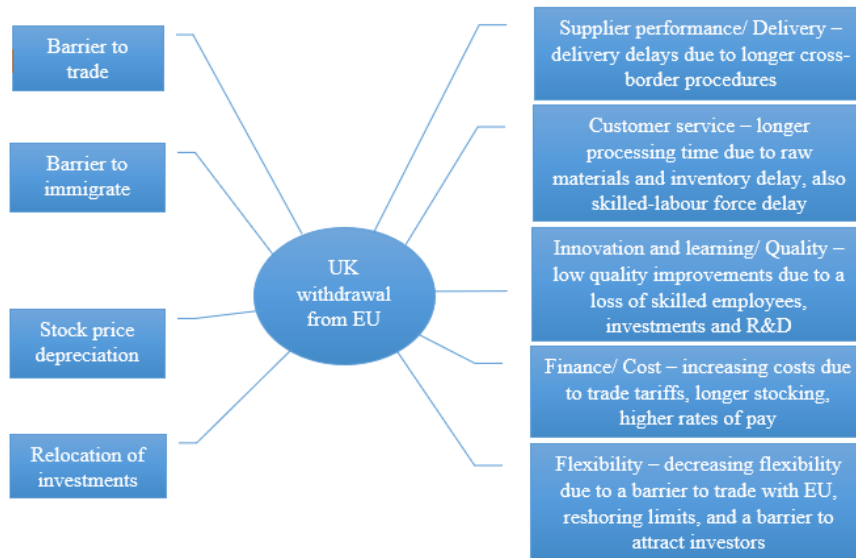 Barrier to
trade
Barrier to
immigrate
Stock price
depreciation
Relocation of
investments
UK
withdrawal
from EU
Supplier performance/ Delivery –
delivery delays due to longer cross-
border procedures
Customer service – longer
processing time due to raw
materials and inventory delay, also
skilled-labour force delay
Innovation and learning/ Quality –
low quality improvements due to a
loss of skilled employees,
investments and R&D
Finance/ Cost – increasing costs due
to trade tariffs, longer stocking,
higher rates of pay
Flexibility – decreasing flexibility
due to a barrier to trade with EU,
reshoring limits, and a barrier to
attract investors